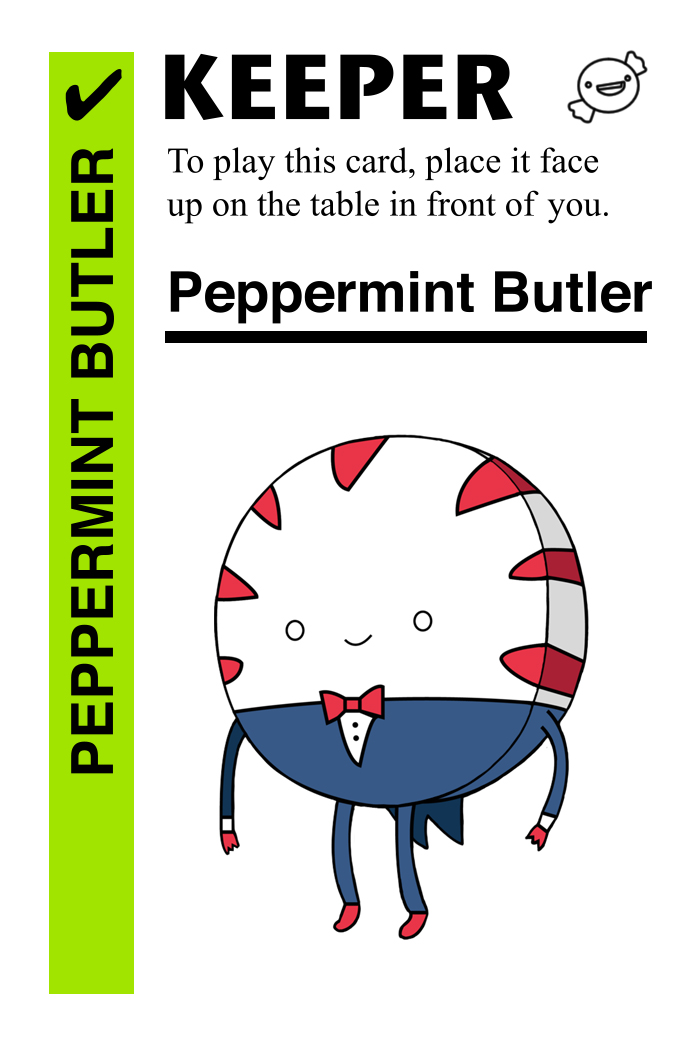 KEEPER
To play this card, place it face
up on the table in front of you.
Peppermint Butler
PEPPERMINT BUTLER